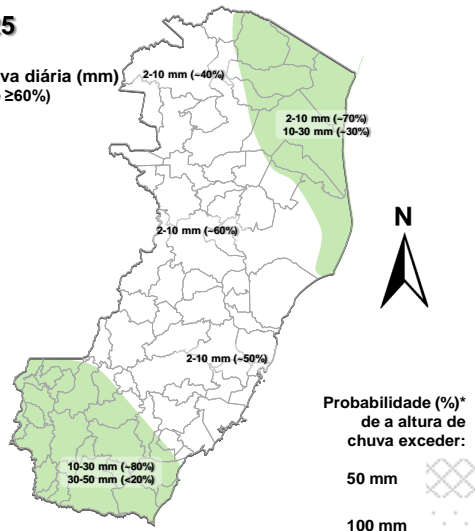 25
va diária (mm)
≥60%)
2-10 mm (~40%)
2-10 mm (~70%)
10-30 mm (~30%)
2-10 mm (~60%)
N
2-10 mm (~50%)
Probabilidade (%)*
de a altura de
chuva exceder:
50 mm
100 mm
10-30 mm (~80%)
30-50 mm (<20%)